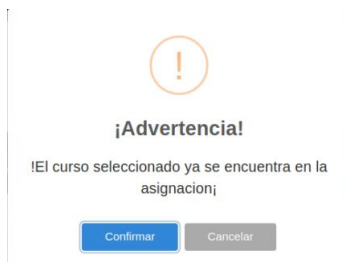 ¡Advertencia!
!El curso seleccionado ya se encuentra en la
asignacion¡
Confirmar Cancelar